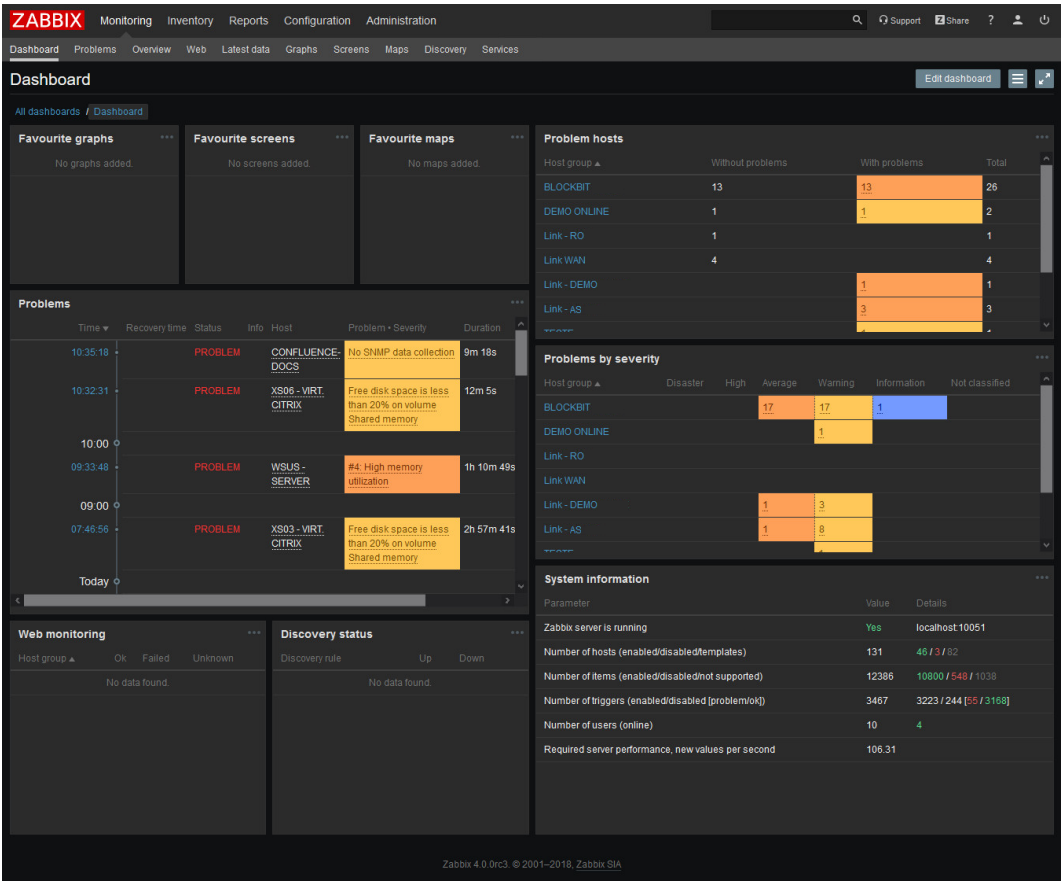 ZABBIX Monitoring Inventory Reports Configuration Administration Support Z Share ?
Dashboard Problems Overview Web Latest data Graphs Screens Maps Discovery Services
Dashboard Edit dashboard
All dashboards / Dashboard
Favourite graphs
No graphs added.
Favourite screens
No screens added.
Favourite maps
No maps added.
Problems
Time Recovery time Status Info Host Problem • Severity Duration
10:35:18 PROBLEM CONFLUENCE-DOCS No SNMP data collection 9m 18s
10:32:31 PROBLEM XS06 - VIRT. CITRIX Free disk space is less than 20% on volume Shared memory 12m 5s
10:00
09:33:48 PROBLEM WSUS - SERVER #4: High memory utilization 1h 10m 49s
09:00
07:46:56 PROBLEM XS03 - VIRT. CITRIX Free disk space is less than 20% on volume Shared memory 2h 57m 41s
Today
Web monitoring
Host group Ok Failed Unknown
No data found.
Discovery status
Discovery rule Up Down
No data found.
Problem hosts
Host group Without problems With problems Total
BLOCKBIT 13 13 26
DEMO ONLINE 1 1 2
Link - RO 1 1
Link WAN 4 4
Link - DEMO 1 1
Link - AS 3 3
Problems by severity
Host group Disaster High Average Warning Information Not classified
BLOCKBIT 17 17 1
DEMO ONLINE 1
Link - RO
Link WAN
Link - DEMO 1 3
Link - AS 1 8
System information
Parameter Value Details
Zabbix server is running Yes localhost:10051
Number of hosts (enabled/disabled/templates) 131 46 / 3 / 82
Number of items (enabled/disabled/not supported) 12386 10800 / 548 / 1038
Number of triggers (enabled/disabled [problem/ok]) 3467 3223 / 244 [55 / 3168]
Number of users (online) 10 4
Required server performance, new values per second 106.31
Zabbix 4.0.0rc3. © 2001–2018, Zabbix SIA